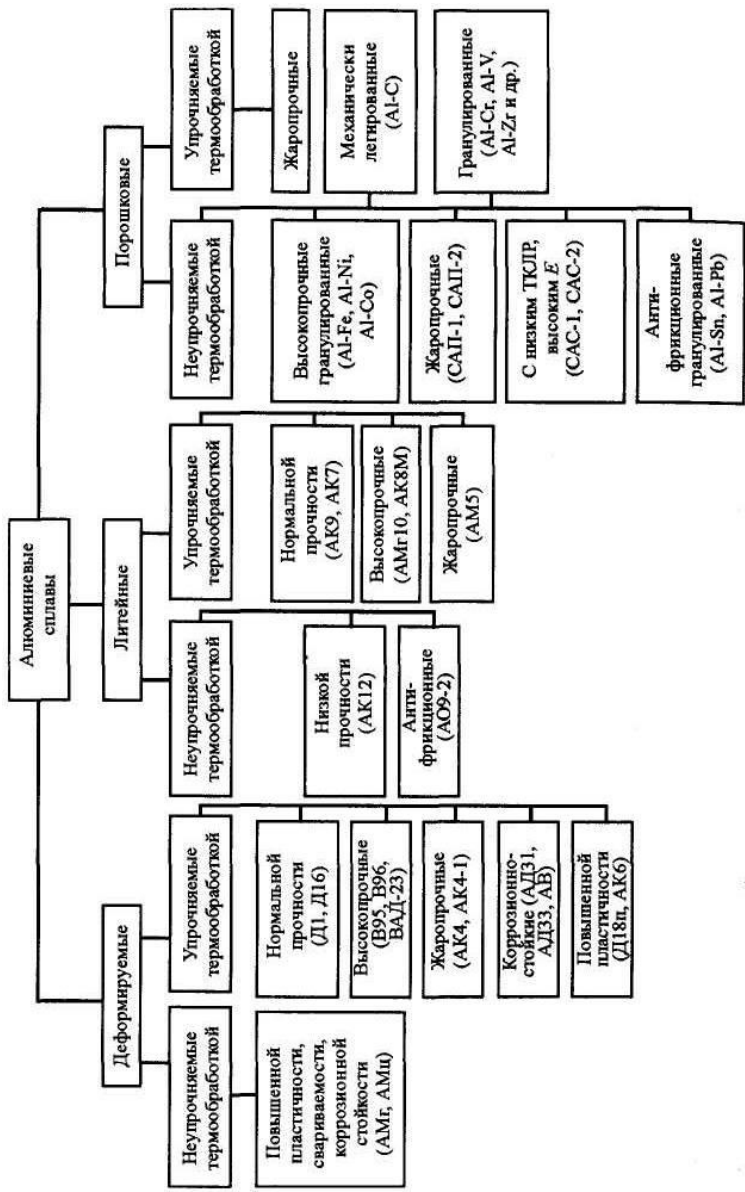 Алюминиевые
сплавы
Деформируемые
Литейные
Порошковые
Неупрочняемые
термообработкой
Упрочняемые
термообработкой
Неупрочняемые
термообработкой
Упрочняемые
термообработкой
Неупрочняемые
термообработкой
Упрочняемые
термообработкой
Повышенной
пластичности,
свариваемости,
коррозионной
стойкости
(АМг, АМц)
Нормальной
прочности
(Д1, Д16)
Высокопрочные
(В95, В96,
ВАД-23)
Жаропрочные
(АК4, АК4-1)
Коррозионно-
стойкие (АД31,
АД33, АВ)
Повышенной
пластичности
(Д18п, АК6)
Низкой
прочности
(АК12)
Анти-
фрикционные
(АО9-2)
Нормальной
прочности
(АК9, АК7)
Высокопрочные
(АМг10, АК8М)
Жаропрочные
(АМ5)
Высокопрочные
гранулированные
(Al-Fe, Al-Ni,
Al-Co)
Жаропрочные
(САП-1, САП-2)
С низким ТКЛР,
высоким E
(САС-1, САС-2)
Анти-
фрикционные
гранулированные
(Al-Sn, Al-Pb)
Жаропрочные
Механически
легированные
(Al-C)
Гранулированные
(Al-Cr, Al-V,
Al-Zr и др.)